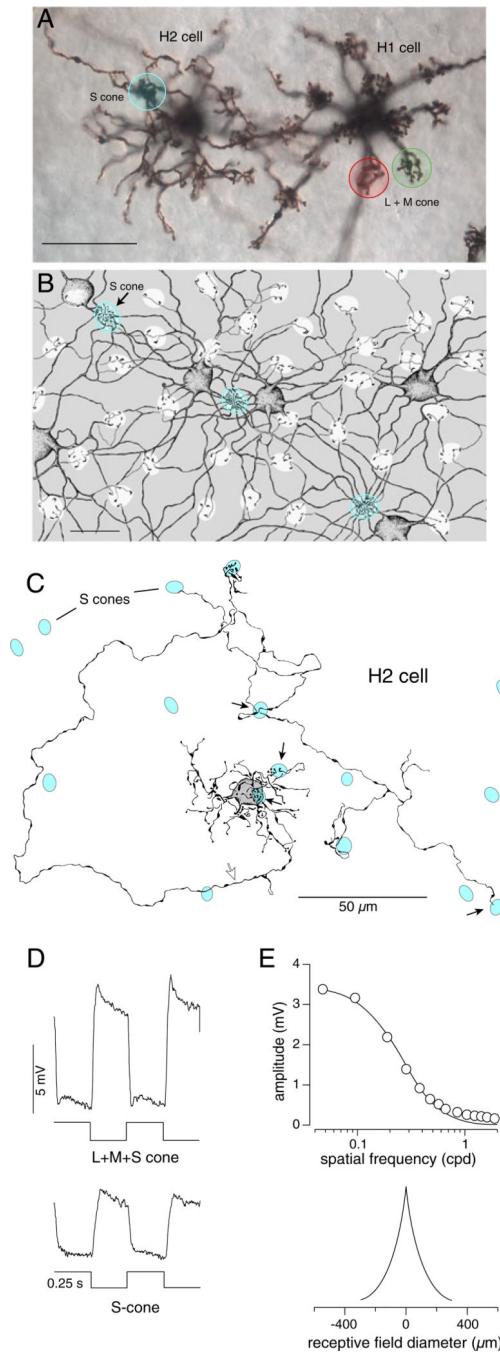 A
H2 cell
H1 cell
S cone
L + M cone
B
S cone
C
S cones
H2 cell
50 µm
D
5 mV
L+M+S cone
0.25 s
S-cone
E
4
3
2
1
0
amplitude (mV)
0.1
1
spatial frequency (cpd)
-400
0
400
receptive field diameter (µm)